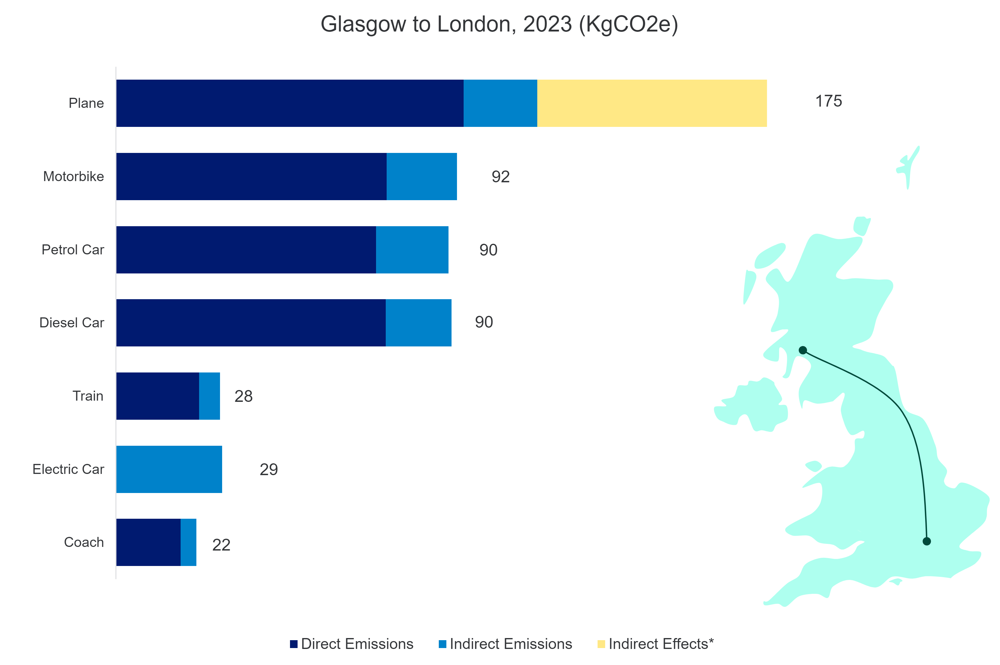 Glasgow to London, 2023 (KgCO2e)
Plane 175
Motorbike 92
Petrol Car 90
Diesel Car 90
Train 28
Electric Car 29
Coach 22
Direct Emissions Indirect Emissions Indirect Effects*